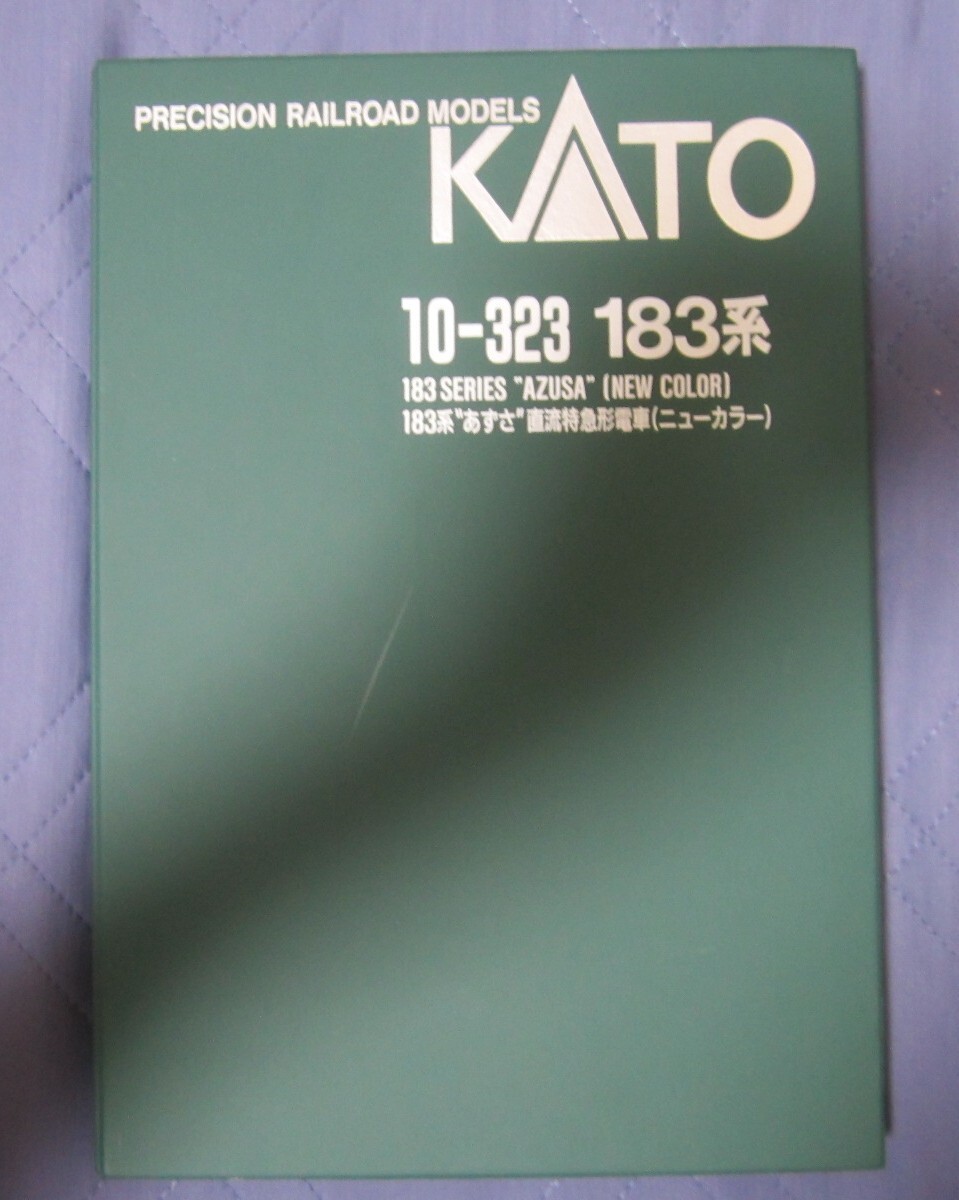 PRECISION RAILROAD MODELS
KATO
10-323 183系
183 SERIES "AZUSA" (NEW COLOR)
183系"あずさ"直流特急形電車(ニューカラー)